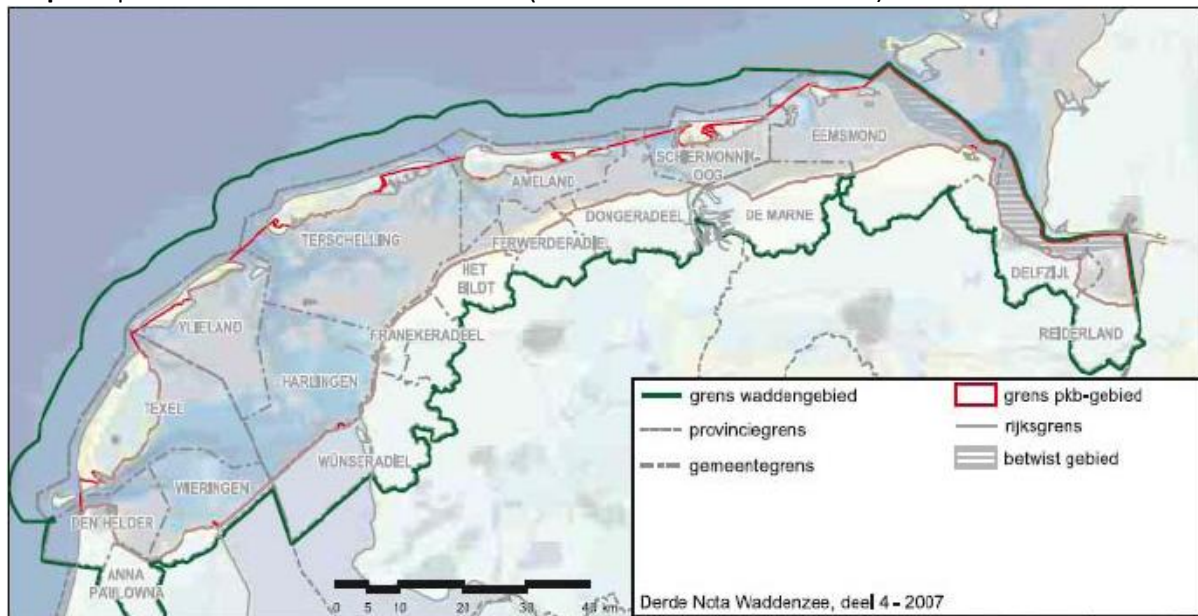 EEMSMOND
SCHIERMONNIK-
OOG
AMELAND
DONGERADEEL
DE MARNE
TERSCHELLING
FERWERDERADIEL
HET
BILDT
DELFZIJL
VLIELAND
FRANEKERADEEL
REIDERLAND
HARLINGEN
TEXEL
WÛNSERADIEL
WIERINGEN
DEN HELDER
ANNA
PAULOWNA
grens waddengebied
grens pkb-gebied
provinciegrens
rijksgrens
gemeentegrens
betwist gebied
0 5 10 20 30 40 km
Derde Nota Waddenzee, deel 4 - 2007